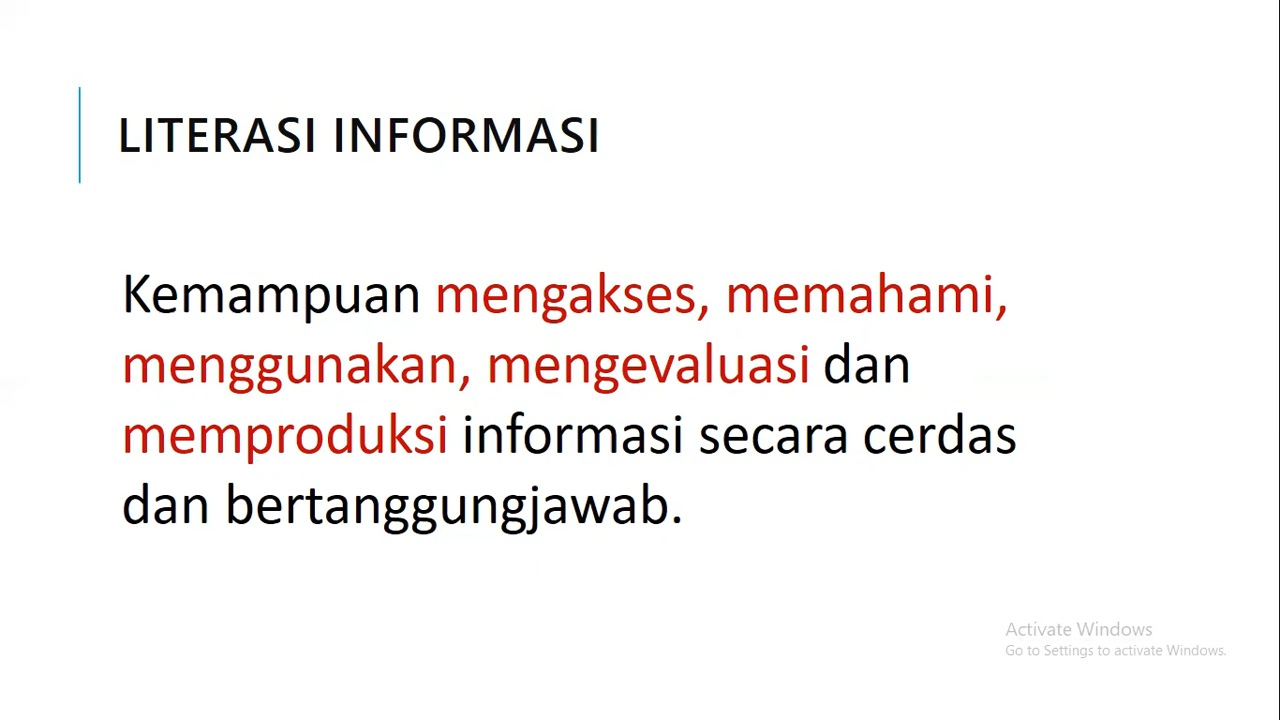 LITERASI INFORMASI
Kemampuan mengakses, memahami,
menggunakan, mengevaluasi dan
memproduksi informasi secara cerdas
dan bertanggungjawab.
Activate Windows
Go to Settings to activate Windows.